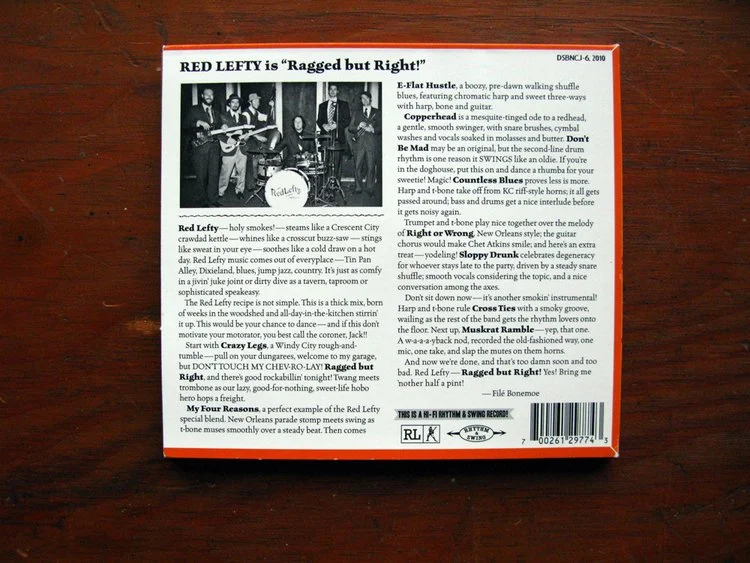 RED LEFTY is “Ragged but Right!”
DSBNCJ-6, 2010
Red Lefty
Red Lefty—holy smokes!—steams like a Crescent City
crawdad kettle—whines like a crosscut buzz-saw—stings
like sweat in your eye—soothes like a cold draw on a hot
day. Red Lefty music comes out of everyplace—Tin Pan
Alley, Dixieland, blues, jump jazz, country. It’s just as comfy
in a jivin’ juke joint or dirty dive as a tavern, taproom or
sophisticated speakeasy.
The Red Lefty recipe is not simple. This is a thick mix, born
of weeks in the woodshed and all-day-in-the-kitchen stirrin’
it up. This would be your chance to dance—and if this don’t
motivate your motorator, you best call the coroner, Jack!!
Start with Crazy Legs, a Windy City rough-and-
tumble—pull on your dungarees, welcome to my garage,
but DON’T TOUCH MY CHEV-RO-LAY! Ragged but
Right, and there’s good rockabillin’ tonight! Twang meets
trombone as our lazy, good-for-nothing, sweet-life hobo
hero hops a freight.
My Four Reasons, a perfect example of the Red Lefty
special blend. New Orleans parade stomp meets swing as
t-bone muses smoothly over a steady beat. Then comes
E-Flat Hustle, a boozy, pre-dawn walking shuffle
blues, featuring chromatic harp and sweet three-ways
with harp, bone and guitar.
Copperhead is a mesquite-tinged ode to a redhead,
a gentle, smooth swinger, with snare brushes, cymbal
washes and vocals soaked in molasses and butter. Don’t
Be Mad may be an original, but the second-line drum
rhythm is one reason it SWINGS like an oldie. If you’re
in the doghouse, put this on and dance a rhumba for your
sweetie! Magic! Countless Blues proves less is more.
Harp and t-bone take off from KC riff-style horns; it all gets
passed around; bass and drums get a nice interlude before
it gets noisy again.
Trumpet and t-bone play nice together over the melody
of Right or Wrong, New Orleans style; the guitar
chorus would make Chet Atkins smile; and here’s an extra
treat—yodeling! Sloppy Drunk celebrates degeneracy
for whoever stays late to the party, driven by a steady snare
shuffle; smooth vocals considering the topic, and a nice
conversation among the axes.
Don’t sit down now—it’s another smokin’ instrumental!
Harp and t-bone rule Cross Ties with a smoky groove,
wailing as the rest of the band gets the rhythm lovers onto
the floor. Next up, Muskrat Ramble—yep, that one.
A w-a-a-a-yback nod, recorded the old-fashioned way, one
mic, one take, and slap the mutes on them horns.
And now we’re done, and that’s too damn soon and too
bad. Red Lefty—Ragged but Right! Yes! Bring me
’nother half a pint!
—Filé Bonemoe
THIS IS A HI-FI RHYTHM & SWING RECORD!
RL
RHYTHM & SWING
7 00261 29774 3